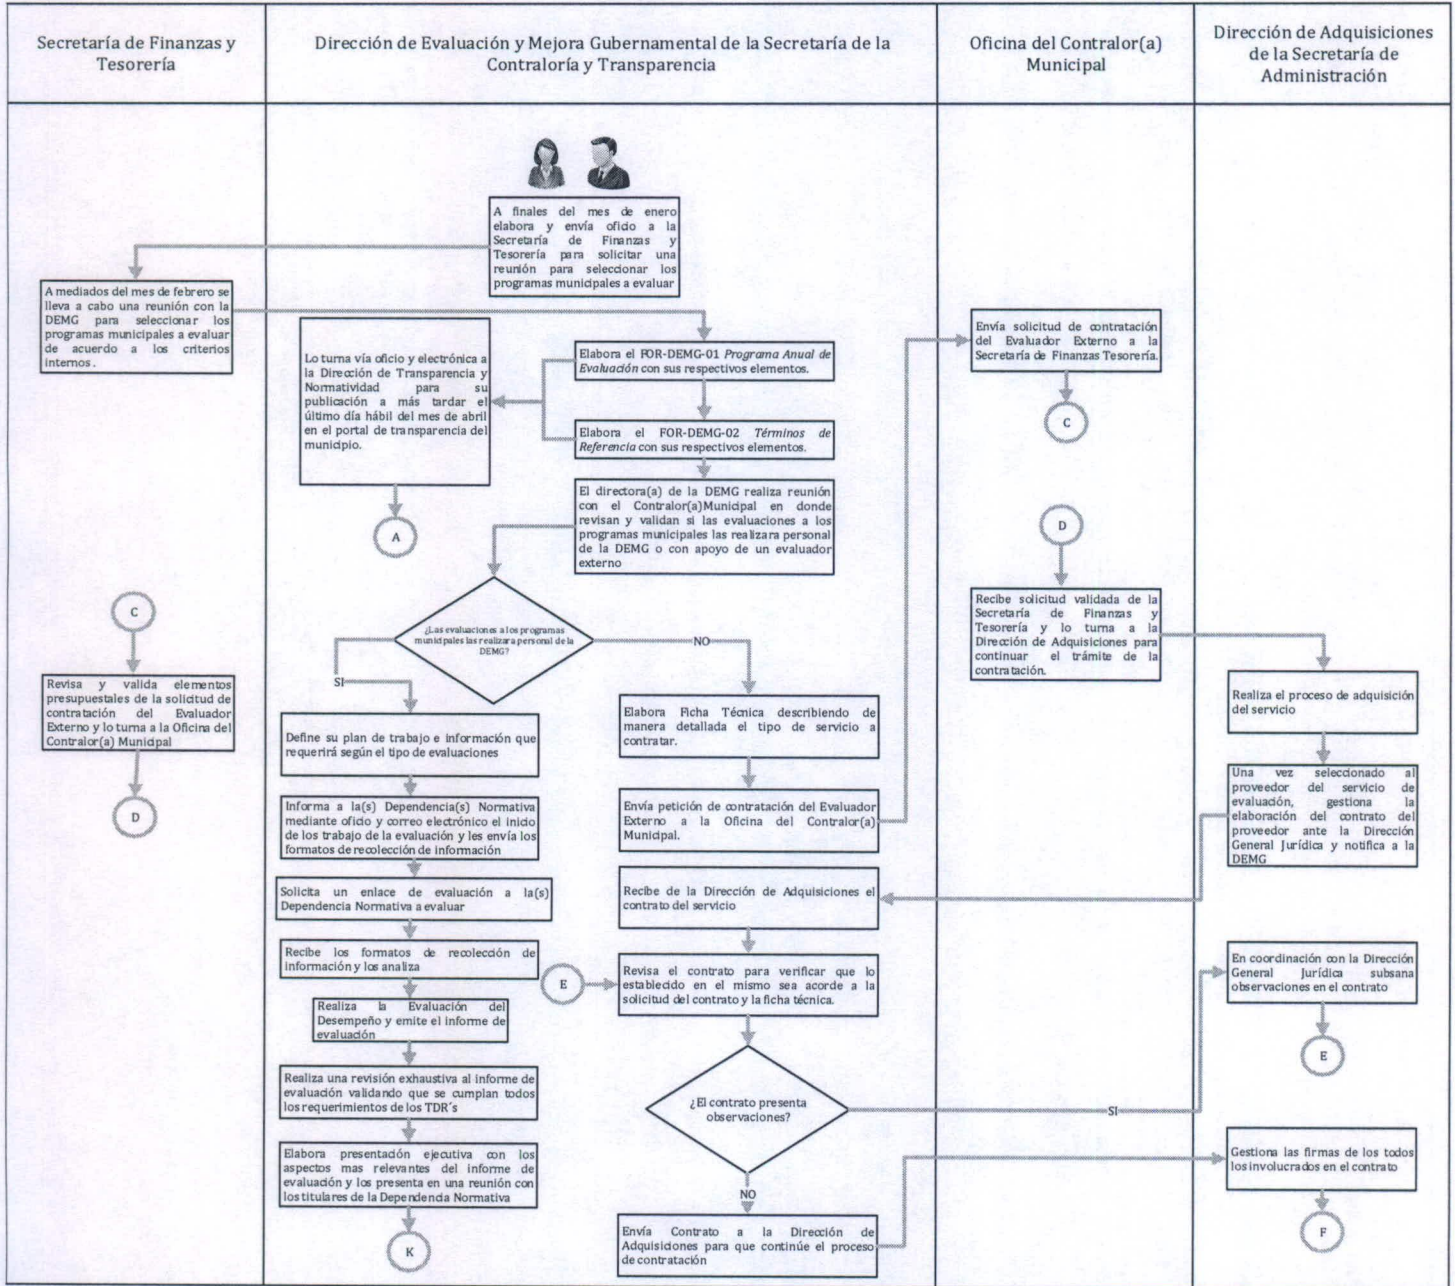 Secretaría de Finanzas y
Tesorería
Dirección de Evaluación y Mejora Gubernamental de la Secretaría de la
Contraloría y Transparencia
Oficina del Contralor(a)
Municipal
Dirección de Adquisiciones
de la Secretaría de
Administración
A finales del mes de enero
elabora y envía oficio a la
Secretaría de Finanzas y
Tesorería para solicitar una
reunión para seleccionar los
programas municipales a evaluar
A mediados del mes de febrero se
lleva a cabo una reunión con la
DEMG para seleccionar los
programas municipales a evaluar
de acuerdo a los criterios
internos .
Lo turna vía oficio y electrónica a
la Dirección de Transparencia y
Normatividad para su
publicación a más tardar el
último día hábil del mes de abril
en el portal de transparencia del
municipio.
A
Elabora el FOR-DEMG-01 Programa Anual de
Evaluación con sus respectivos elementos.
Elabora el FOR-DEMG-02 Términos de
Referencia con sus respectivos elementos.
El directora(a) de la DEMG realiza reunión
con el Contralor(a)Municipal en donde
revisan y validan si las evaluaciones a los
programas municipales las realizara personal
de la DEMG o con apoyo de un evaluador
externo
Envía solicitud de contratación
del Evaluador Externo a la
Secretaría de Finanzas Tesorería.
C
D
Recibe solicitud validada de la
Secretaría de Finanzas y
Tesorería y lo turna a la
Dirección de Adquisiciones para
continuar el trámite de la
contratación.
C
Revisa y valida elementos
presupuestales de la solicitud de
contratación del Evaluador
Externo y lo turna a la Oficina del
Contralor(a) Municipal
D
¿Las evaluaciones a los programas
municipales las realizara personal de la
DEMG?
SI
NO
Define su plan de trabajo e información que
requerirá según el tipo de evaluaciones
Informa a la(s) Dependencia(s) Normativa
mediante oficio y correo electrónico el inicio
de los trabajo de la evaluación y les envía los
formatos de recolección de información
Solicita un enlace de evaluación a la(s)
Dependencia Normativa a evaluar
Recibe los formatos de recolección de
información y los analiza
Realiza la Evaluación del
Desempeño y emite el informe de
evaluación
Realiza una revisión exhaustiva al informe de
evaluación validando que se cumplan todos
los requerimientos de los TDR´s
Elabora presentación ejecutiva con los
aspectos mas relevantes del informe de
evaluación y los presenta en una reunión con
los titulares de la Dependencia Normativa
K
Elabora Ficha Técnica describiendo de
manera detallada el tipo de servicio a
contratar.
Envía petición de contratación del Evaluador
Externo a la Oficina del Contralor(a)
Municipal.
Recibe de la Dirección de Adquisiciones el
contrato del servicio
E
Revisa el contrato para verificar que lo
establecido en el mismo sea acorde a la
solicitud del contrato y la ficha técnica.
¿El contrato presenta
observaciones?
SI
NO
Envía Contrato a la Dirección de
Adquisiciones para que continúe el proceso
de contratación
Realiza el proceso de adquisición
del servicio
Una vez seleccionado al
proveedor del servicio de
evaluación, gestiona la
elaboración del contrato del
proveedor ante la Dirección
General Jurídica y notifica a la
DEMG
En coordinación con la Dirección
General Jurídica subsana
observaciones en el contrato
E
Gestiona las firmas de los todos
los involucrados en el contrato
F